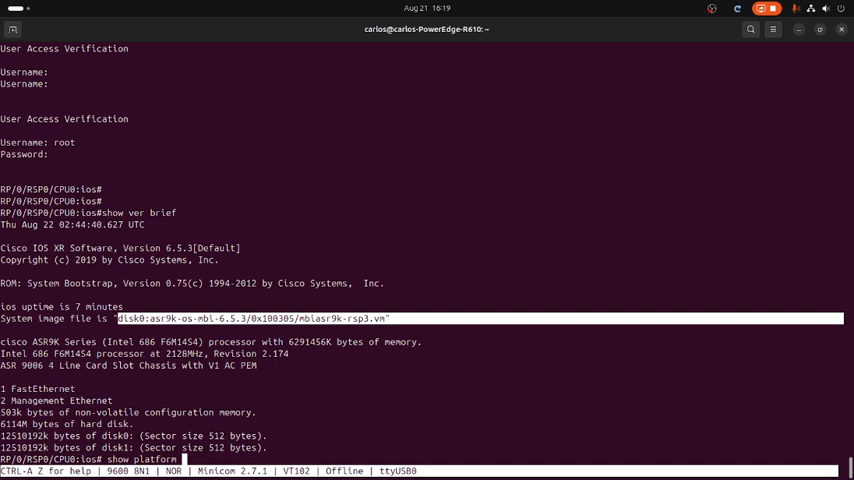 Aug 21 16:19
carlos@carlos-PowerEdge-R610: ~
User Access Verification
Username:
Username:
User Access Verification
Username: root
Password:
RP/0/RSP0/CPU0:ios#
RP/0/RSP0/CPU0:ios#
RP/0/RSP0/CPU0:ios#show ver brief
Thu Aug 22 02:44:40.627 UTC
Cisco IOS XR Software, Version 6.5.3[Default]
Copyright (c) 2019 by Cisco Systems, Inc.
ROM: System Bootstrap, Version 0.75(c) 1994-2012 by Cisco Systems,  Inc.
ios uptime is 7 minutes
System image file is "disk0:asr9k-os-mbi-6.5.3/0x100305/mbiasr9k-rsp3.vm"
cisco ASR9K Series (Intel 686 F6M14S4) processor with 6291456K bytes of memory.
Intel 686 F6M14S4 processor at 2128MHz, Revision 2.174
ASR 9006 4 Line Card Slot Chassis with V1 AC PEM
1 FastEthernet
2 Management Ethernet
503k bytes of non-volatile configuration memory.
6114M bytes of hard disk.
12510192k bytes of disk0: (Sector size 512 bytes).
12510192k bytes of disk1: (Sector size 512 bytes).
RP/0/RSP0/CPU0:ios# show platform
CTRL-A Z for help | 9600 8N1 | NOR | Minicom 2.7.1 | VT102 | Offline | ttyUSB0